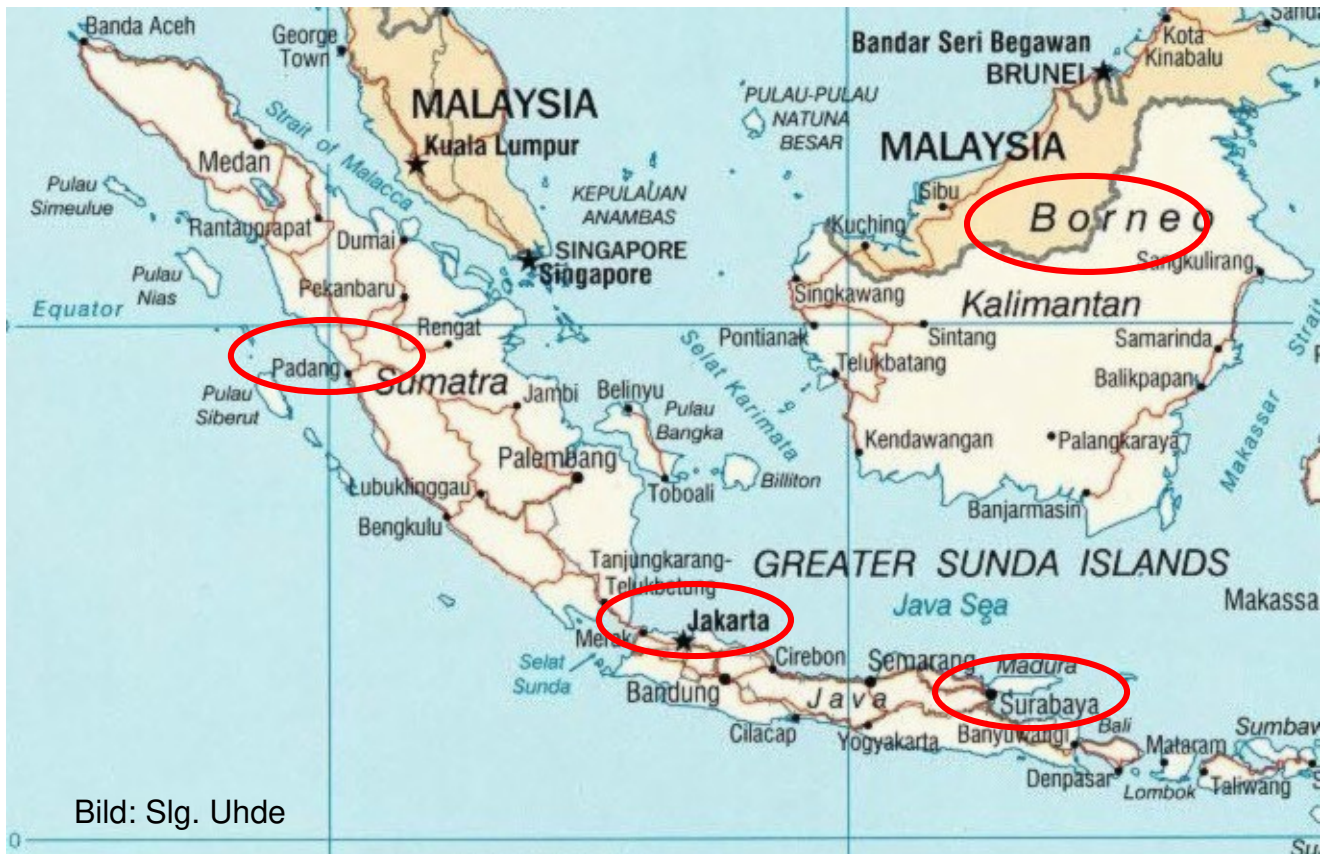 Banda Aceh
George
Town
MALAYSIA
Kuala Lumpur
Strait of Malacca
Medan
Pulau
Simeulue
Rantauprapat
Dumai
Pulau
Nias
Pekanbaru
Equator
Rengat
Padang
Sumatra
Pulau
Siberut
Jambi
Belinyu
Pulau
Bangka
Palembang
Toboali
Billiton
Lubuklinggau
Bengkulu
Tanjungkarang-
Telukbetung
KEPULAUAN
ANAMBAS
SINGAPORE
Singapore
PULAU-PULAU
NATUNA
BESAR
Bandar Seri Begawan
BRUNEI
Kota
Kinabalu
MALAYSIA
Sibu
Kuching
Borneo
Sangkulirang
Singkawang
Kalimantan
Pontianak
Sintang
Samarinda
Telukbatang
Balikpapan
Selat Karimata
Kendawangan
Palangkaraya
Makassar
Strait
Banjarmasin
GREATER SUNDA ISLANDS
Java Sea
Makassa
Jakarta
Merak
Selat
Sunda
Cirebon
Semarang
Madura
Bandung
Java
Surabaya
Cilacap
Yogyakarta
Banyuwangi
Bali
Mataram
Sumbaw
Denpasar
Lombok
Taliwang
Bild: Slg. Uhde
0